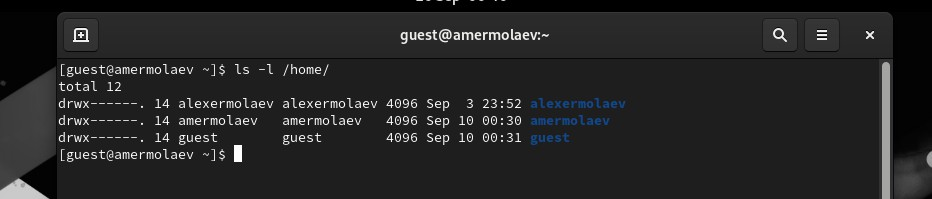 guest@amermolaev:~
[guest@amermolaev ~]$ ls -l /home/
total 12
drwx------. 14 alexermolaev alexermolaev 4096 Sep  3 23:52 alexermolaev
drwx------. 14 amermolaev   amermolaev   4096 Sep 10 00:30 amermolaev
drwx------. 14 guest        guest        4096 Sep 10 00:31 guest
[guest@amermolaev ~]$